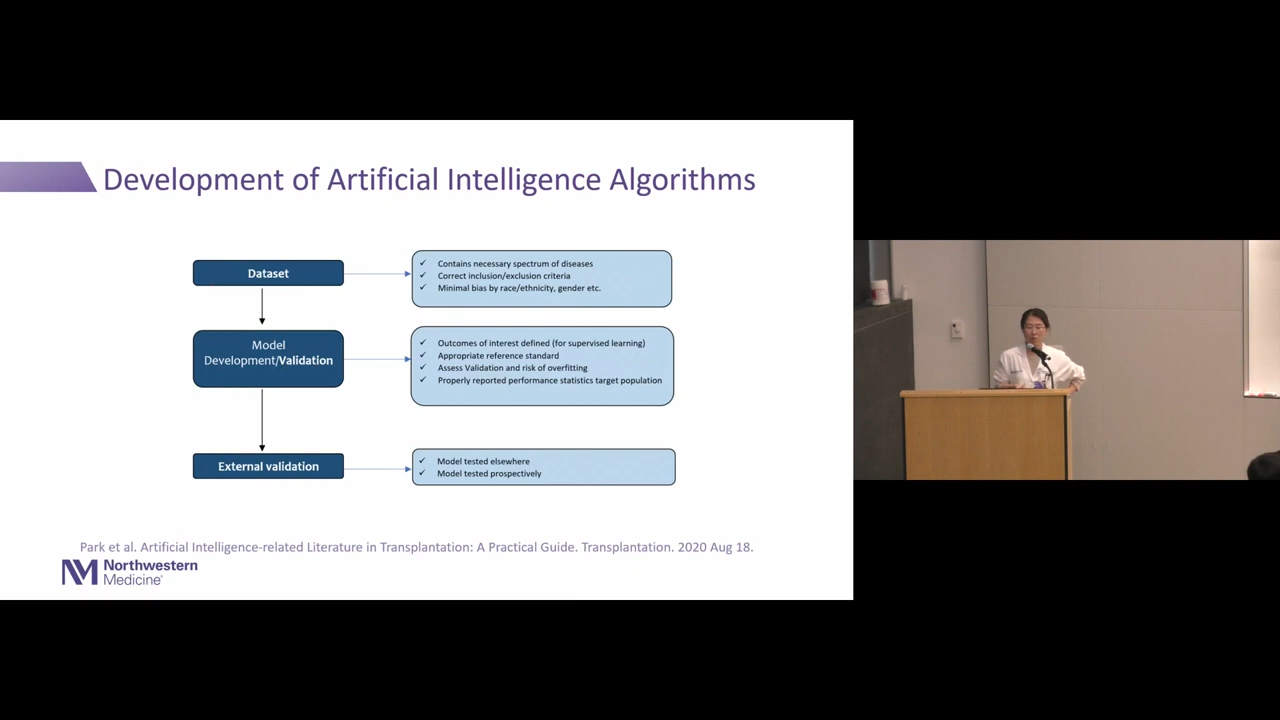 Development of Artificial Intelligence Algorithms
Dataset
Contains necessary spectrum of diseases
Correct inclusion/exclusion criteria
Minimal bias by race/ethnicity, gender etc.
Model
Development/Validation
Outcomes of interest defined (for supervised learning)
Appropriate reference standard
Assess Validation and risk of overfitting
Properly reported performance statistics target population
External validation
Model tested elsewhere
Model tested prospectively
Park et al. Artificial Intelligence-related Literature in Transplantation: A Practical Guide. Transplantation. 2020 Aug 18.
NM Northwestern
Medicine